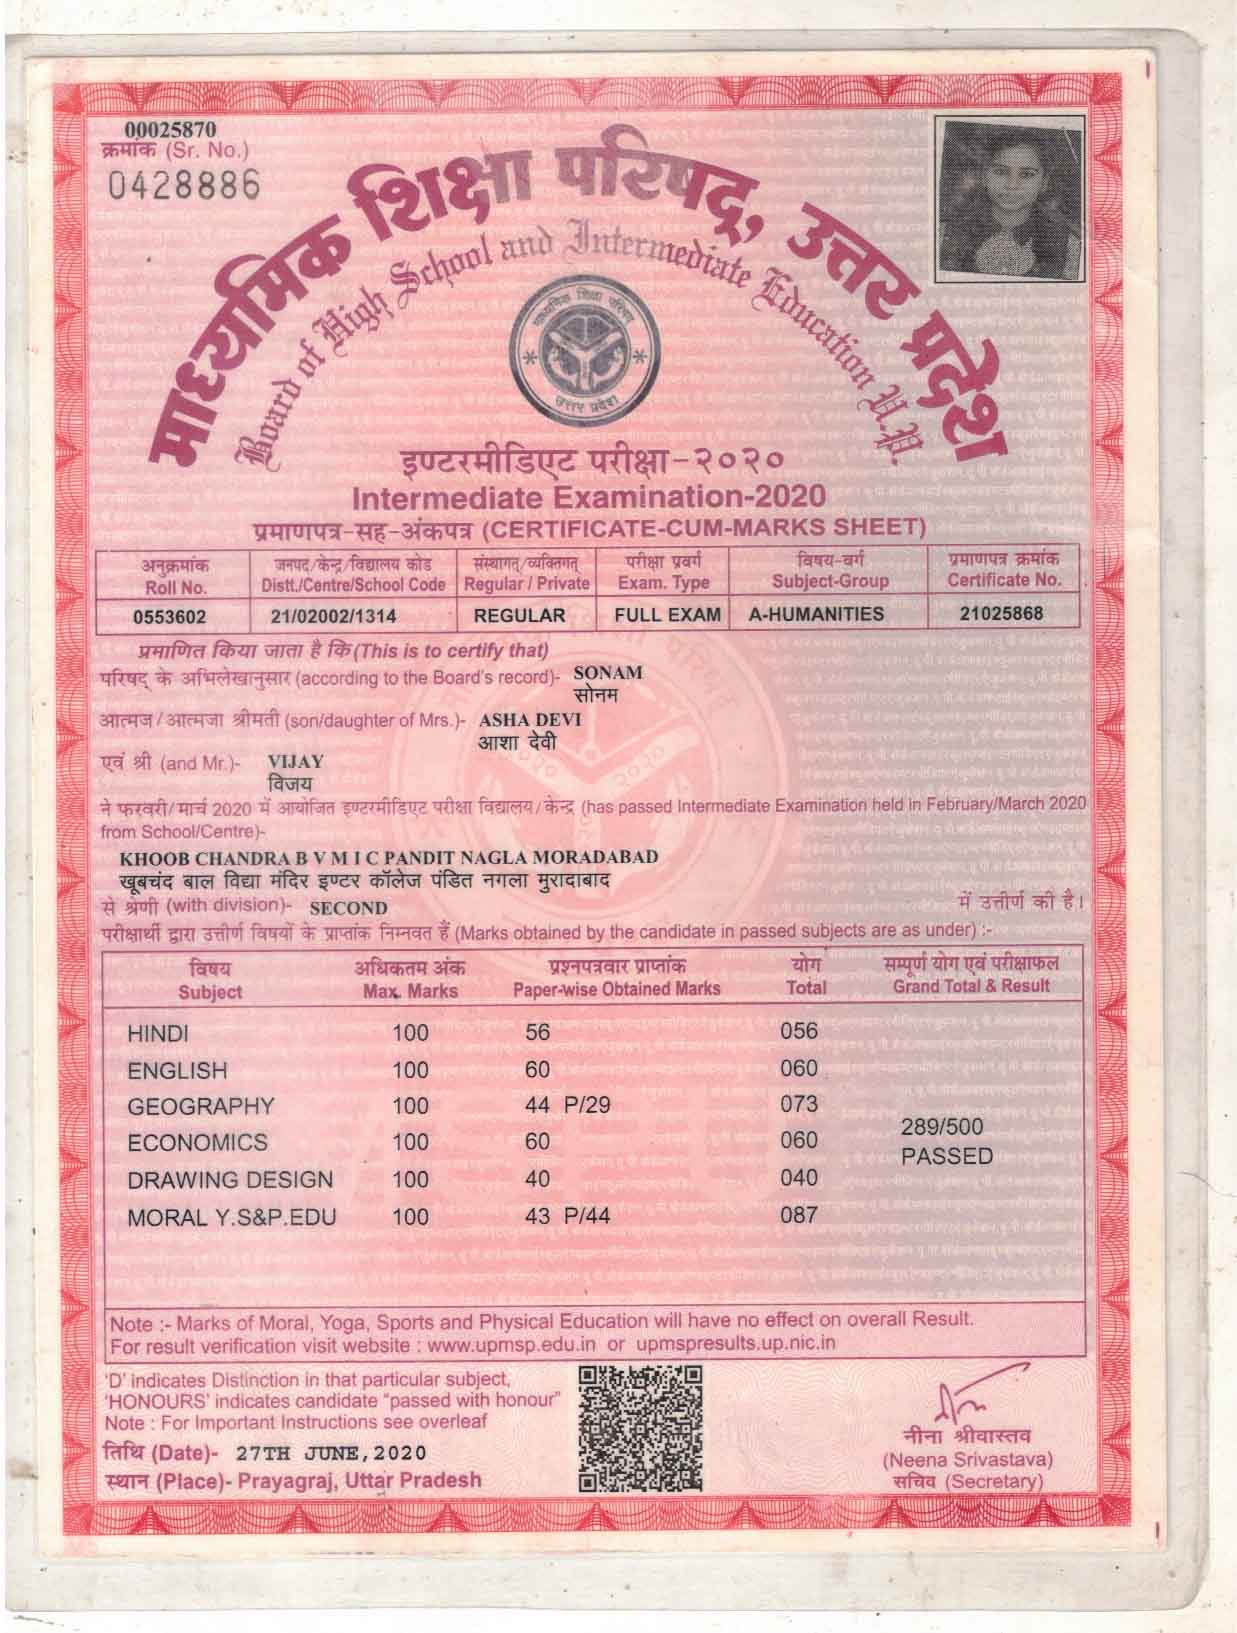 00025870
क्रमांक (Sr. No.)
0428886
माध्यमिक शिक्षा परिषद्, उत्तर प्रदेश
Board of High School and Intermediate Education U.P.
माध्यमिक शिक्षा परिषद
उत्तर प्रदेश
इण्टरमीडिएट परीक्षा-२०२०
Intermediate Examination-2020
प्रमाणपत्र-सह-अंकपत्र (CERTIFICATE-CUM-MARKS SHEET)
अनुक्रमांक जनपद/केन्द्र/विद्यालय कोड संस्थागत्/व्यक्तिगत् परीक्षा प्रवर्ग विषय-वर्ग प्रमाणपत्र क्रमांक
Roll No. Distt./Centre/School Code Regular / Private Exam. Type Subject-Group Certificate No.
0553602 21/02002/1314 REGULAR FULL EXAM A-HUMANITIES 21025868
प्रमाणित किया जाता है कि (This is to certify that)
परिषद् के अभिलेखानुसार (according to the Board's record)- SONAM
सोनम
आत्मज/आत्मजा श्रीमती (son/daughter of Mrs.)- ASHA DEVI
आशा देवी
एवं श्री (and Mr.)- VIJAY
विजय
ने फरवरी/मार्च 2020 में आयोजित इण्टरमीडिएट परीक्षा विद्यालय/केन्द्र (has passed Intermediate Examination held in February/March 2020
from School/Centre)-
KHOOB CHANDRA B V M I C PANDIT NAGLA MORADABAD
खूबचंद बाल विद्या मंदिर इण्टर कॉलेज पंडित नगला मुरादाबाद
से श्रेणी (with division)- SECOND में उत्तीर्ण की है।
परीक्षार्थी द्वारा उत्तीर्ण विषयों के प्राप्तांक निम्नवत हैं (Marks obtained by the candidate in passed subjects are as under) :-
विषय अधिकतम अंक प्रश्नपत्रवार प्राप्तांक योग सम्पूर्ण योग एवं परीक्षाफल
Subject Max. Marks Paper-wise Obtained Marks Total Grand Total & Result
HINDI 100 56 056
ENGLISH 100 60 060
GEOGRAPHY 100 44 P/29 073
289/500
ECONOMICS 100 60 060
PASSED
DRAWING DESIGN 100 40 040
MORAL Y.S&P.EDU 100 43 P/44 087
Note :- Marks of Moral, Yoga, Sports and Physical Education will have no effect on overall Result.
For result verification visit website : www.upmsp.edu.in or upmspresults.up.nic.in
'D' indicates Distinction in that particular subject,
'HONOURS' indicates candidate "passed with honour"
Note : For Important Instructions see overleaf
तिथि (Date)- 27TH JUNE,2020
स्थान (Place)- Prayagraj, Uttar Pradesh
नीना श्रीवास्तव
(Neena Srivastava)
सचिव (Secretary)